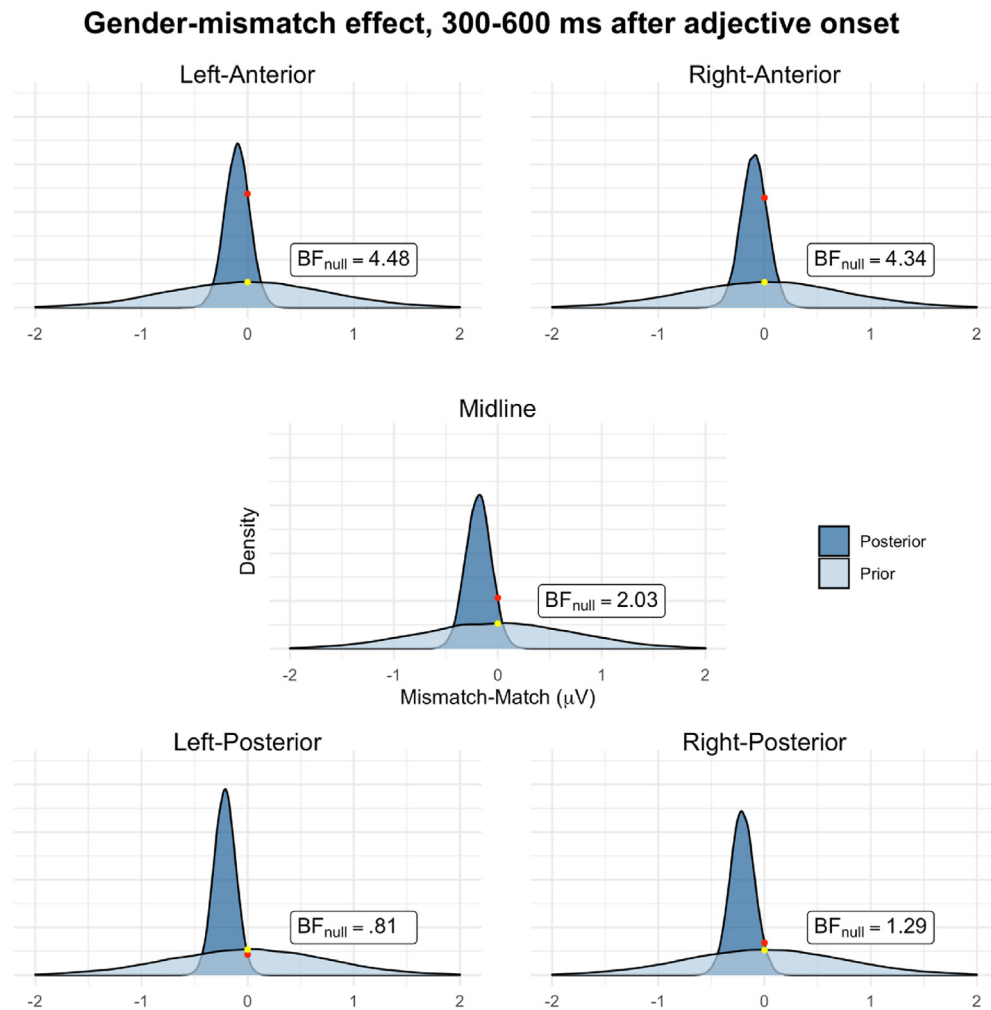 Gender-mismatch effect, 300-600 ms after adjective onset
Left-Anterior
BFnull = 4.48
-2 -1 0 1 2
Right-Anterior
BFnull = 4.34
-2 -1 0 1 2
Midline
Density
BFnull = 2.03
-2 -1 0 1 2
Mismatch-Match (μV)
Posterior
Prior
Left-Posterior
BFnull = .81
-2 -1 0 1 2
Right-Posterior
BFnull = 1.29
-2 -1 0 1 2